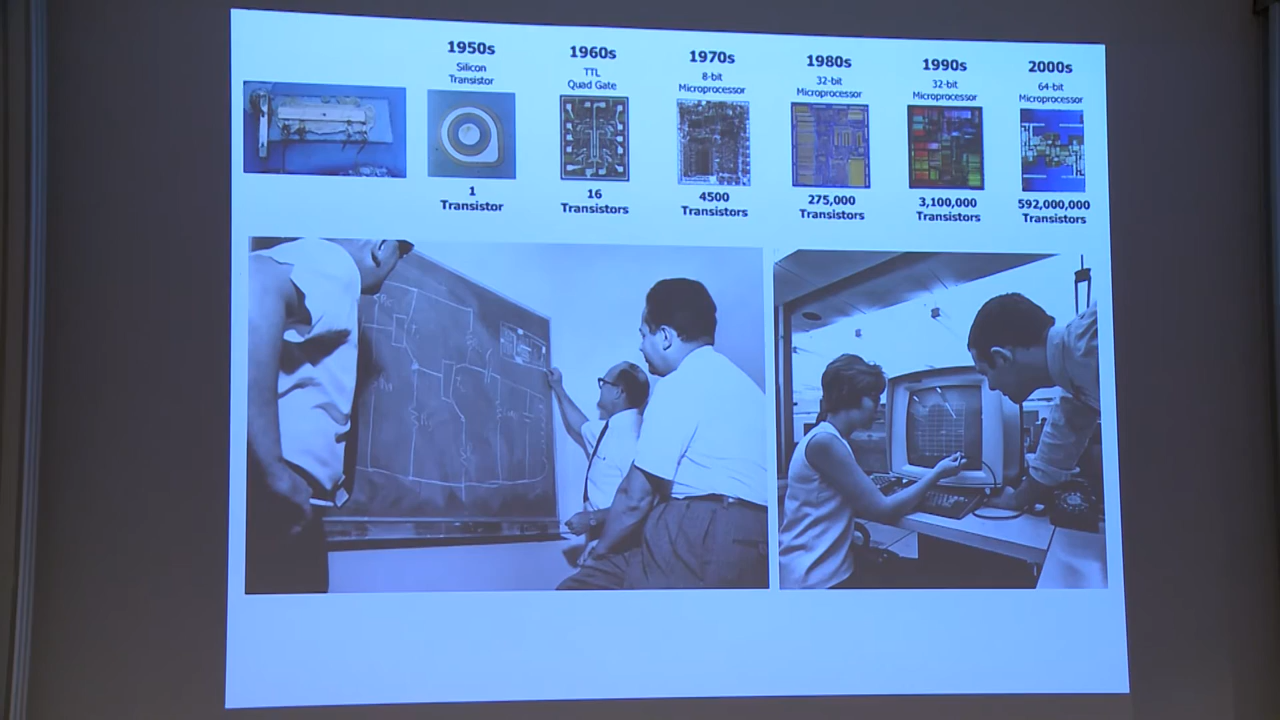 1950s
Silicon
Transistor
1
Transistor
1960s
TTL
Quad Gate
16
Transistors
1970s
8-bit
Microprocessor
4500
Transistors
1980s
32-bit
Microprocessor
275,000
Transistors
1990s
32-bit
Microprocessor
3,100,000
Transistors
2000s
64-bit
Microprocessor
592,000,000
Transistors